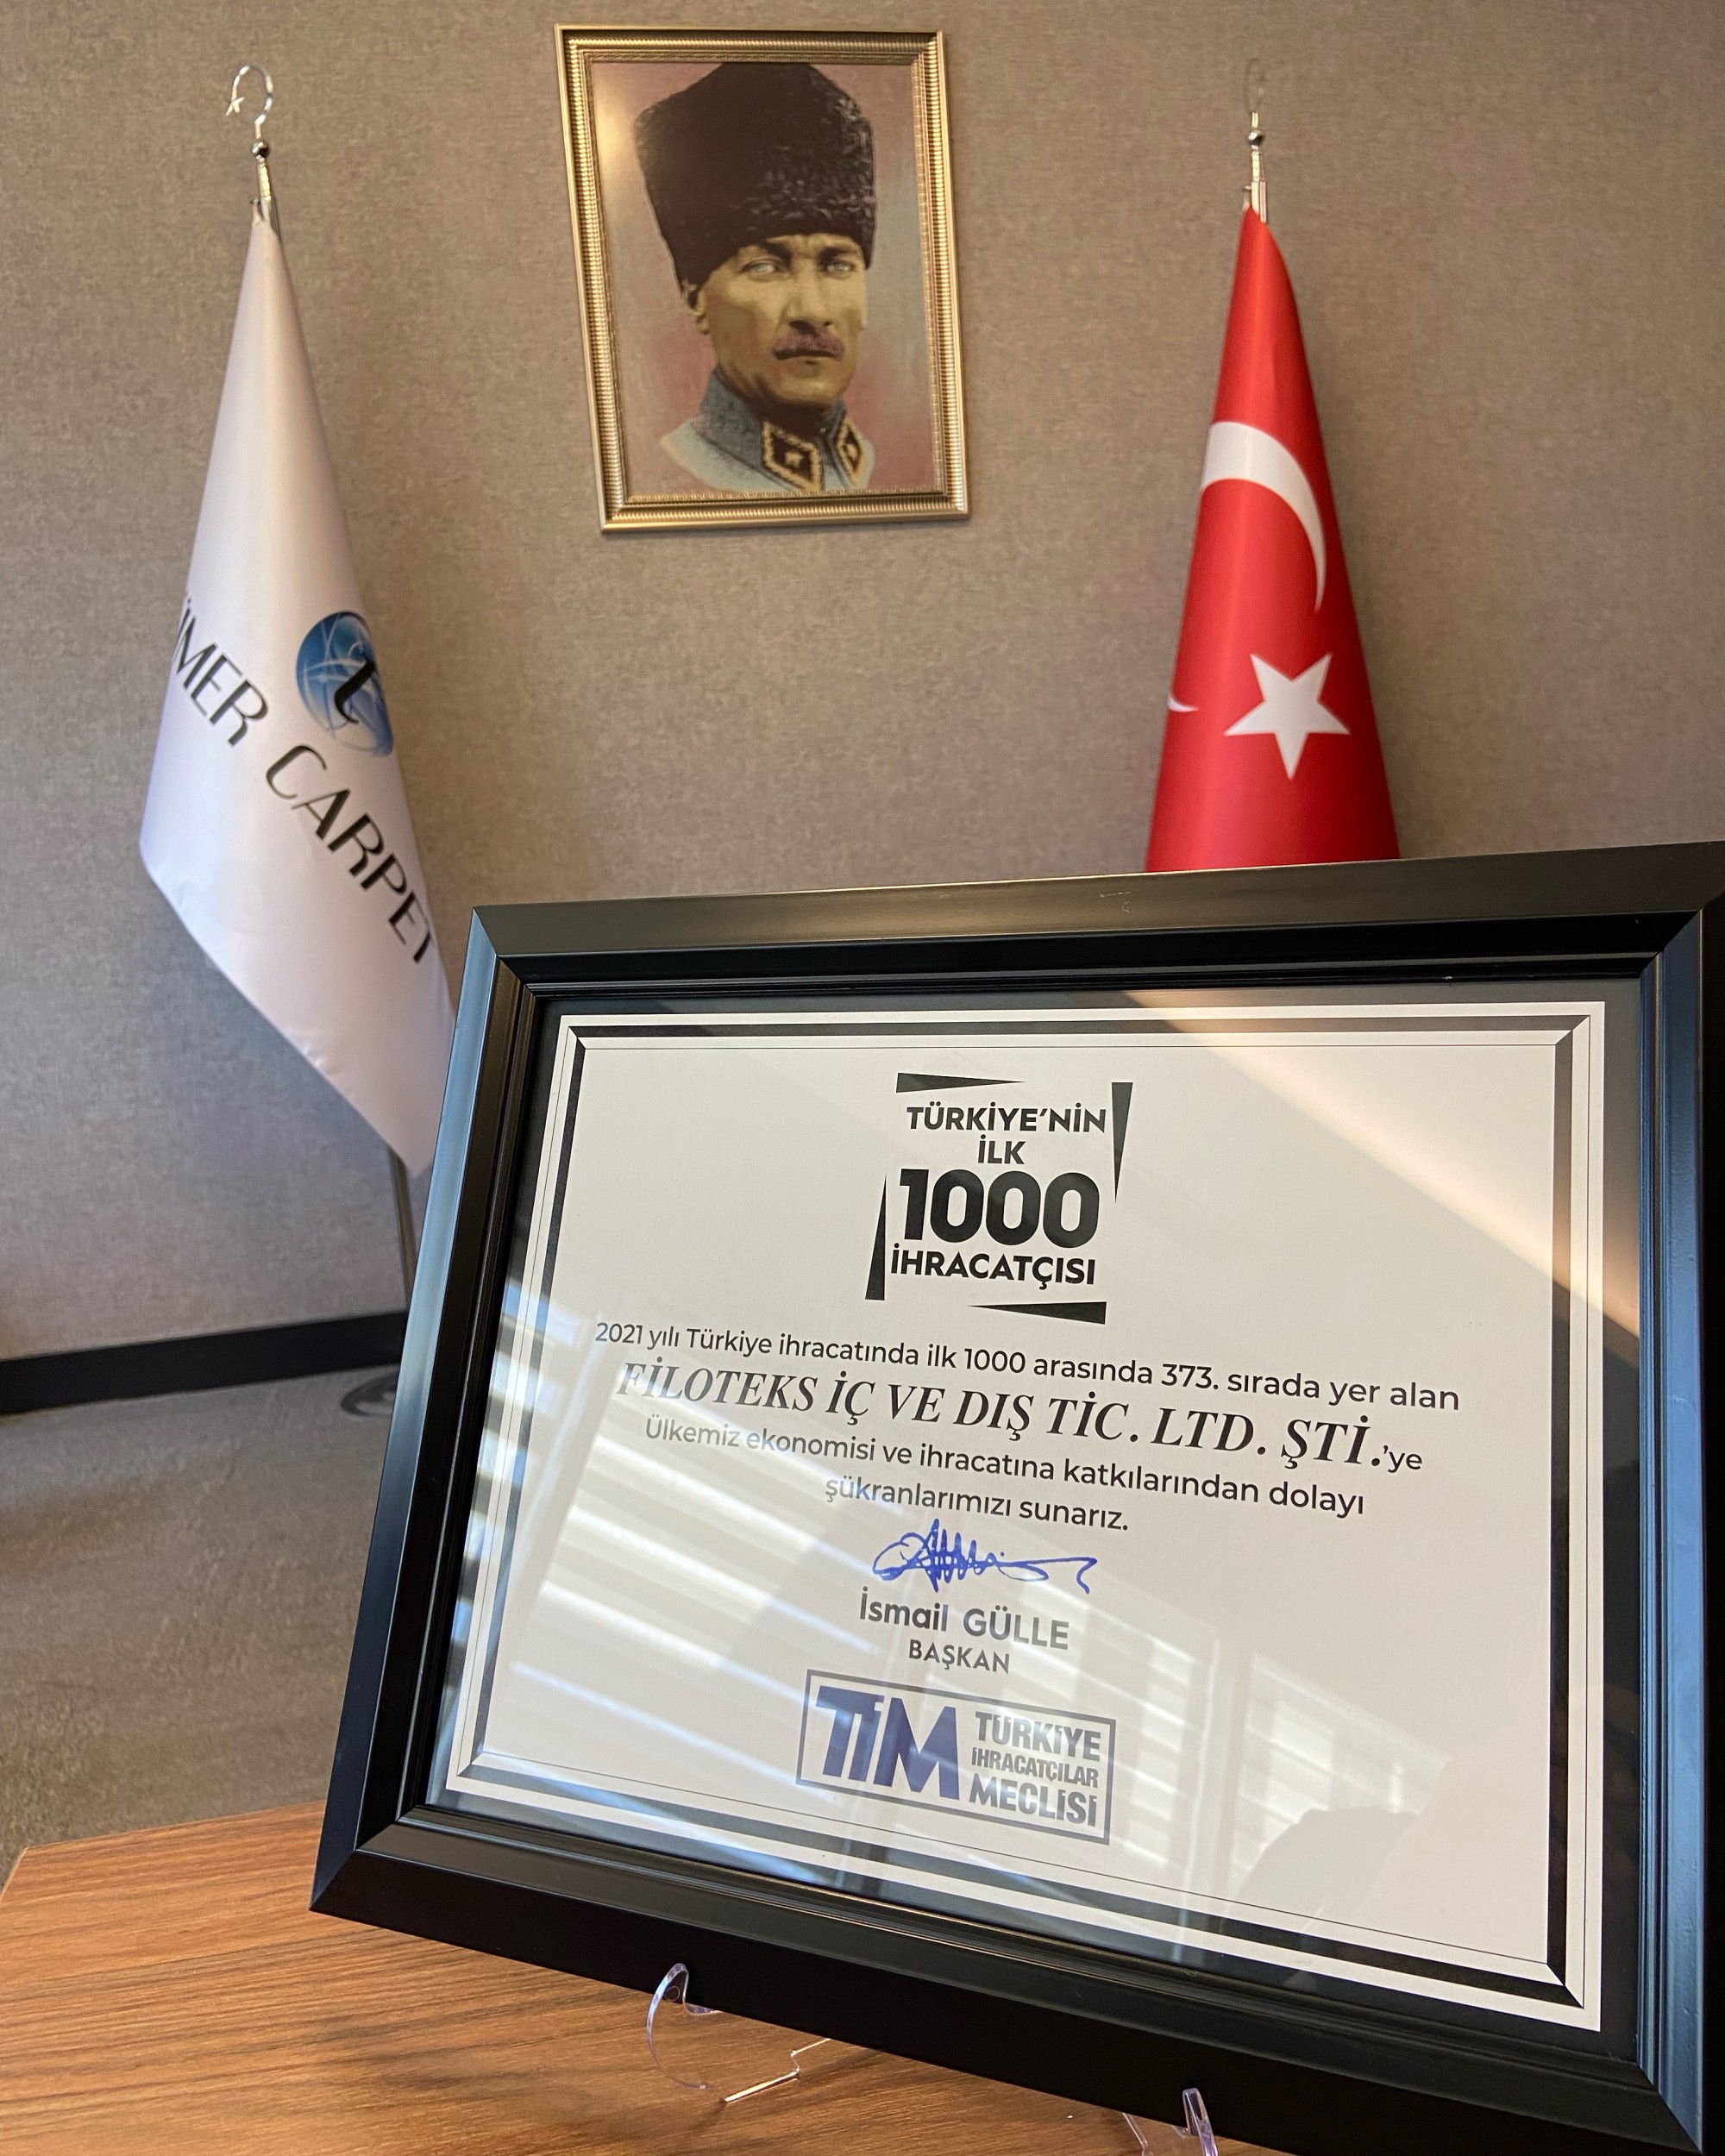 MER CARPET
TÜRKİYE'NİN
İLK
1000
İHRACATÇISI
2021 yılı Türkiye ihracatında ilk 1000 arasında 373. sırada yer alan
FİLOTEKS İÇ VE DIŞ TİC. LTD. ŞTİ.'ye
Ülkemiz ekonomisi ve ihracatına katkılarından dolayı
şükranlarımızı sunarız.
İsmail GÜLLE
BAŞKAN
TİM
TÜRKİYE
İHRACATÇILAR
MECLİSİ